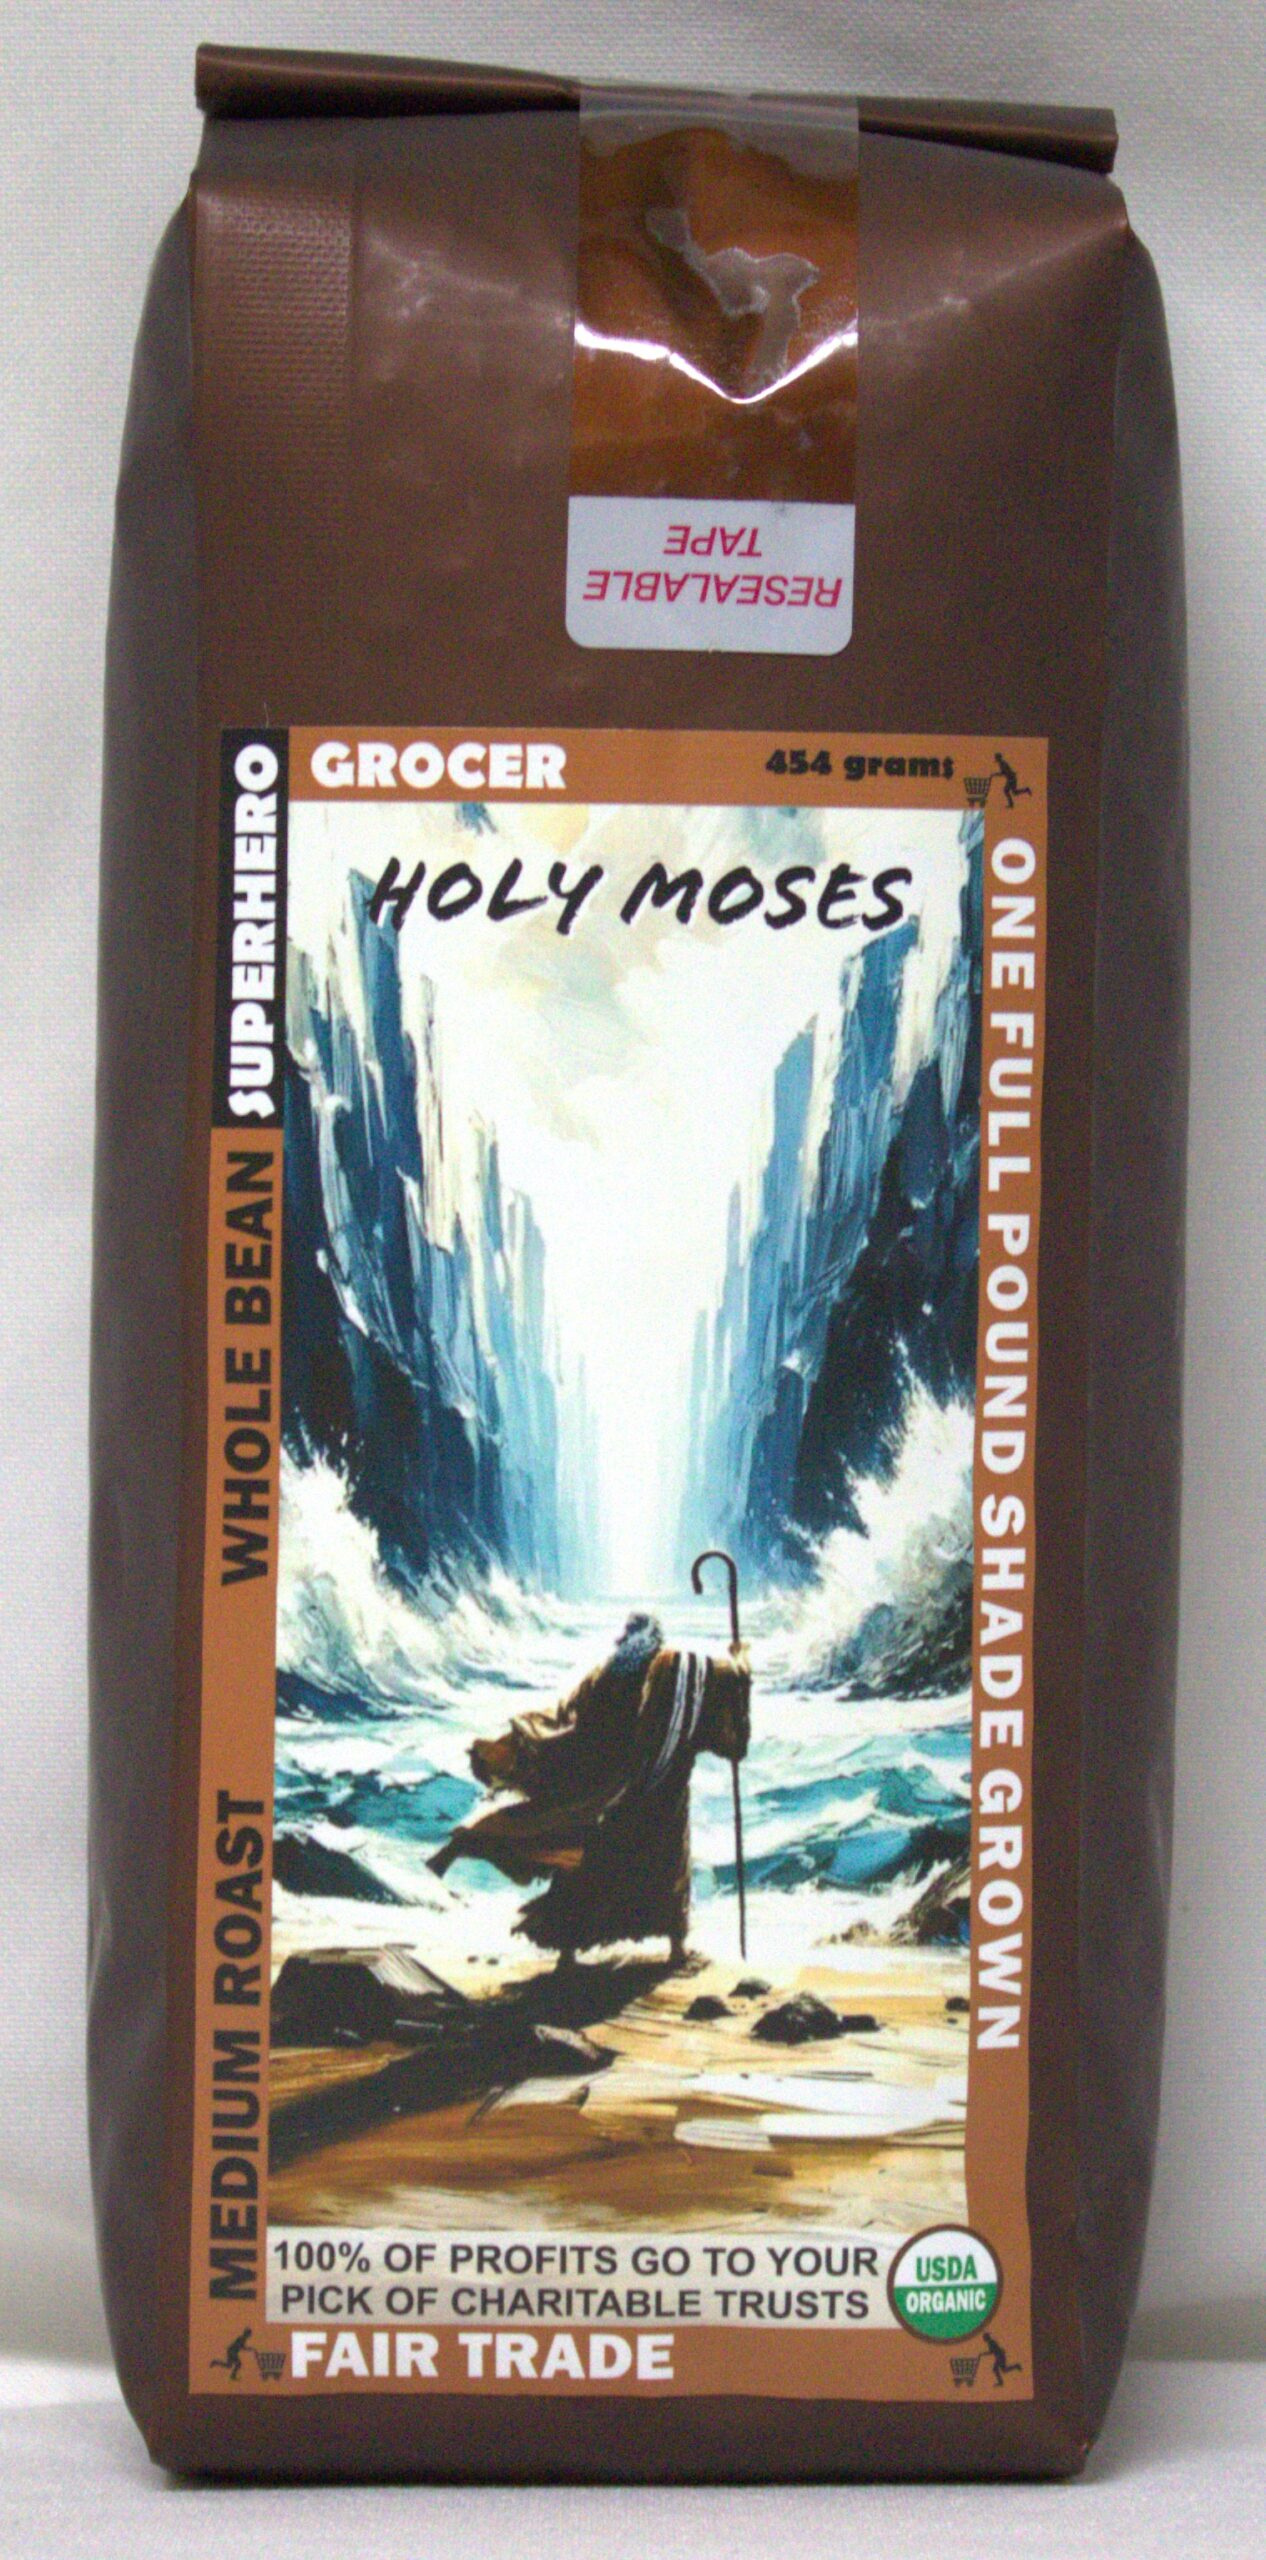 RESEALABLE
TAPE
SUPERHERO
GROCER
454 grams
HOLY MOSES
ONE FULL POUND SHADE GROWN
WHOLE BEAN
MEDIUM ROAST
100% OF PROFITS GO TO YOUR
PICK OF CHARITABLE TRUSTS
USDA
ORGANIC
FAIR TRADE